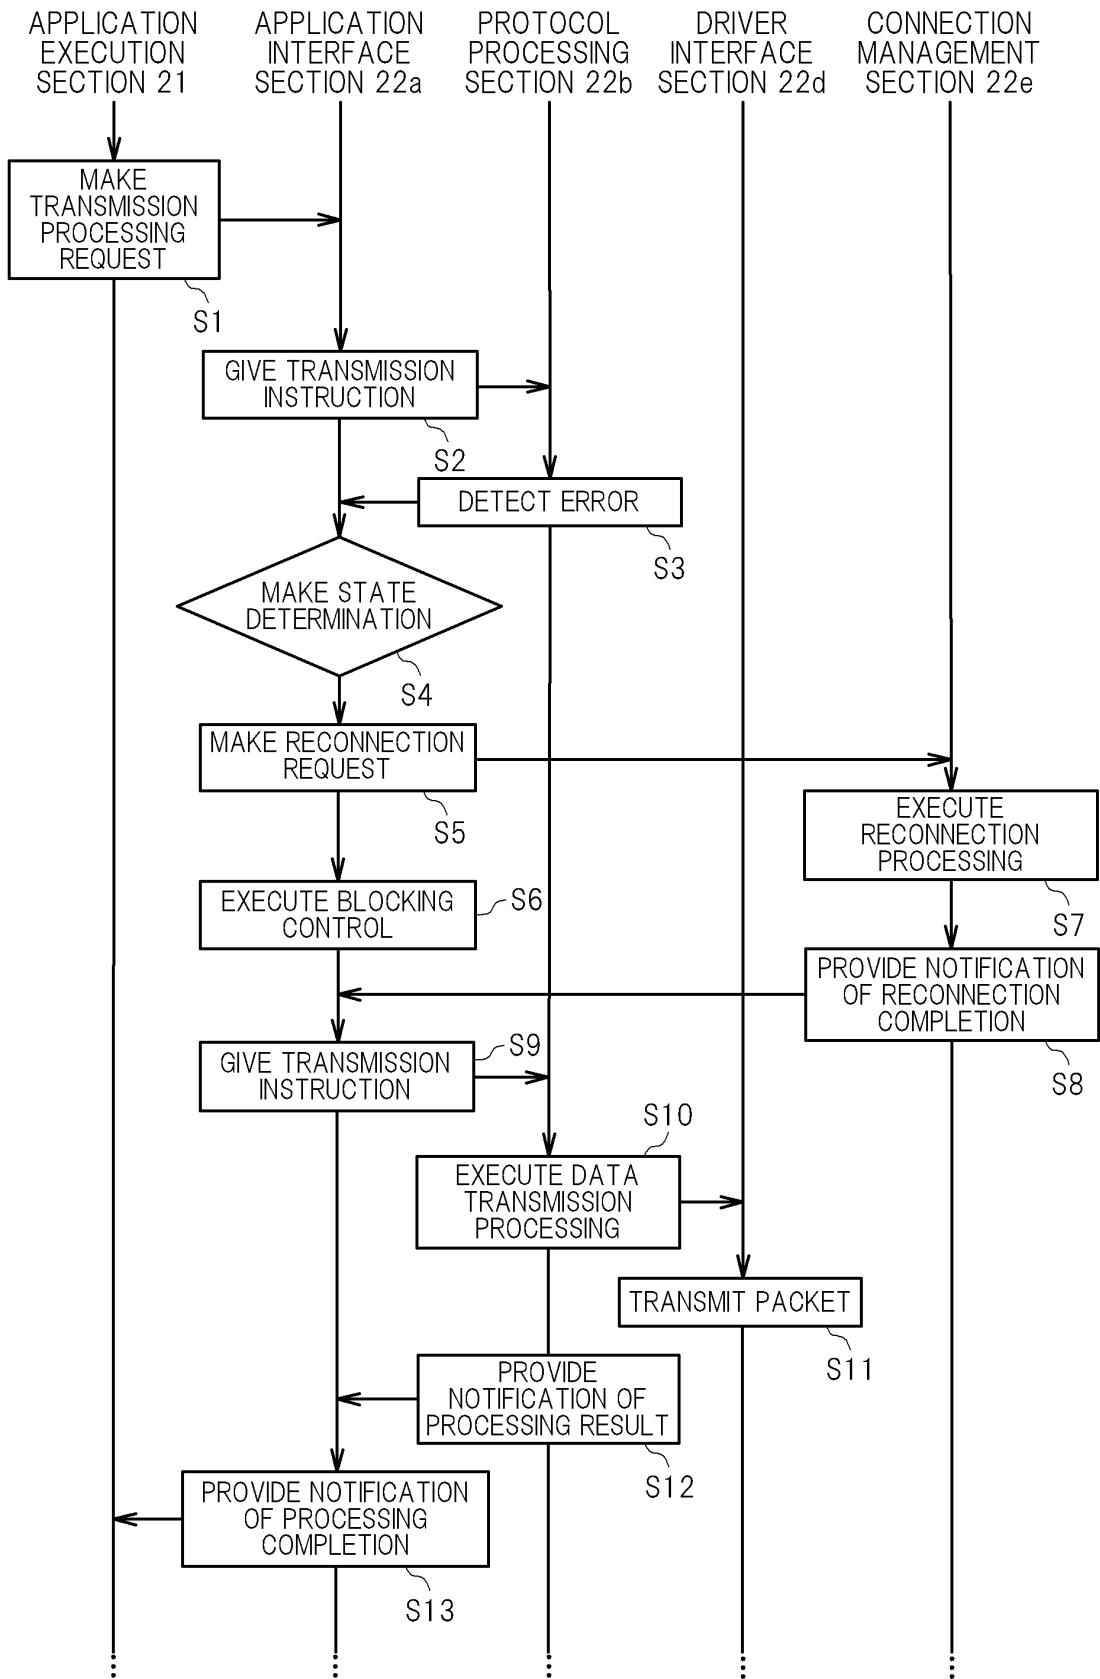 APPLICATION
EXECUTION
SECTION 21
APPLICATION
INTERFACE
SECTION 22a
PROTOCOL
PROCESSING
SECTION 22b
DRIVER
INTERFACE
SECTION 22d
CONNECTION
MANAGEMENT
SECTION 22e
MAKE
TRANSMISSION
PROCESSING
REQUEST
S1
GIVE TRANSMISSION
INSTRUCTION
S2
DETECT ERROR
S3
MAKE STATE
DETERMINATION
S4
MAKE RECONNECTION
REQUEST
S5
EXECUTE
RECONNECTION
PROCESSING
S7
EXECUTE BLOCKING
CONTROL
S6
PROVIDE NOTIFICATION
OF RECONNECTION
COMPLETION
S8
GIVE TRANSMISSION
INSTRUCTION
S9
S10
EXECUTE DATA
TRANSMISSION
PROCESSING
TRANSMIT PACKET
S11
PROVIDE
NOTIFICATION OF
PROCESSING RESULT
S12
PROVIDE NOTIFICATION
OF PROCESSING
COMPLETION
S13